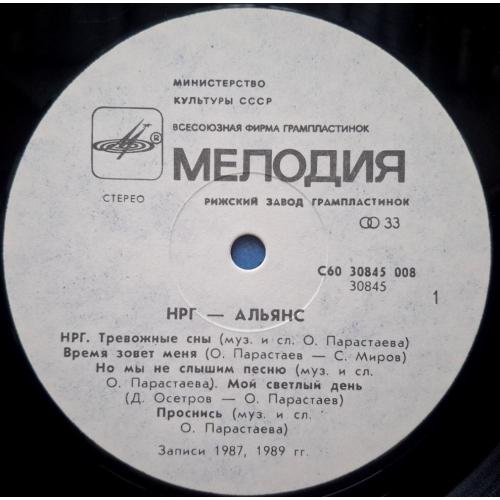 МИНИСТЕРСТВО
КУЛЬТУРЫ СССР
ВСЕСОЮЗНАЯ ФИРМА ГРАМПЛАСТИНОК
®
МЕЛОДИЯ
СТЕРЕО
РИЖСКИЙ ЗАВОД ГРАМПЛАСТИНОК
33
С60 30845 008
30845
1
НРГ — АЛЬЯНС
НРГ. Тревожные сны (муз. и сл. О. Парастаева)
Время зовет меня (О. Парастаев — С. Миров)
Но мы не слышим песню (муз. и сл.
О. Парастаева). Мой светлый день
(Д. Осетров — О. Парастаев)
Проснись (муз. и сл.
О. Парастаева)
Записи 1987, 1989 гг.